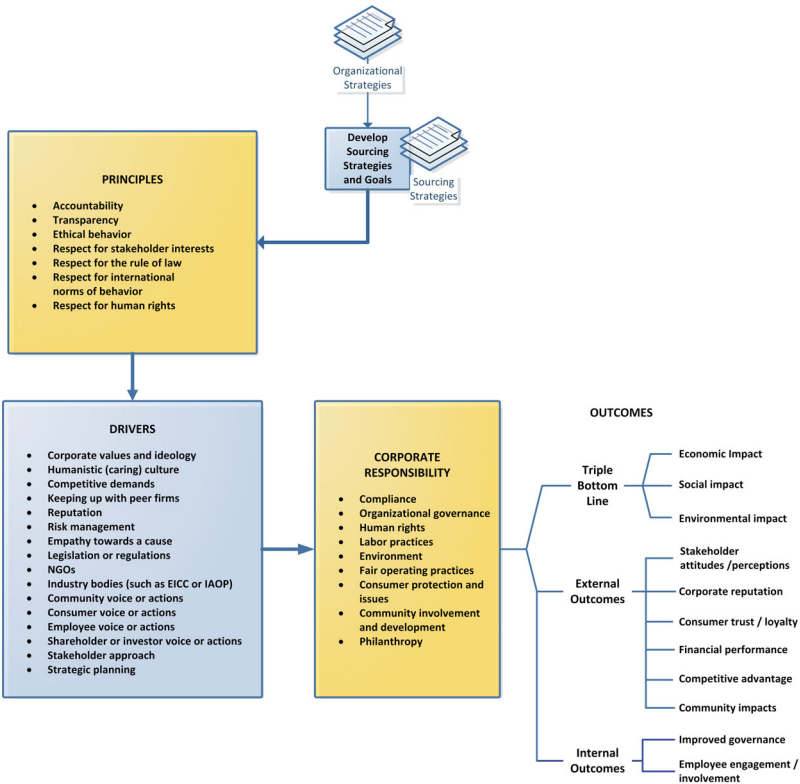 Organizational
Strategies
Develop
Sourcing
Strategies
and Goals
Sourcing
Strategies
PRINCIPLES
• Accountability
• Transparency
• Ethical behavior
• Respect for stakeholder interests
• Respect for the rule of law
• Respect for international
norms of behavior
• Respect for human rights
DRIVERS
• Corporate values and ideology
• Humanistic (caring) culture
• Competitive demands
• Keeping up with peer firms
• Reputation
• Risk management
• Empathy towards a cause
• Legislation or regulations
• NGOs
• Industry bodies (such as EICC or IAOP)
• Community voice or actions
• Consumer voice or actions
• Employee voice or actions
• Shareholder or investor voice or actions
• Stakeholder approach
• Strategic planning
CORPORATE
RESPONSIBILITY
• Compliance
• Organizational governance
• Human rights
• Labor practices
• Environment
• Fair operating practices
• Consumer protection and
issues
• Community involvement
and development
• Philanthropy
OUTCOMES
Triple
Bottom
Line
Economic Impact
Social impact
Environmental impact
External
Outcomes
Stakeholder
attitudes /perceptions
Corporate reputation
Consumer trust / loyalty
Financial performance
Competitive advantage
Community impacts
Internal
Outcomes
Improved governance
Employee engagement /
involvement